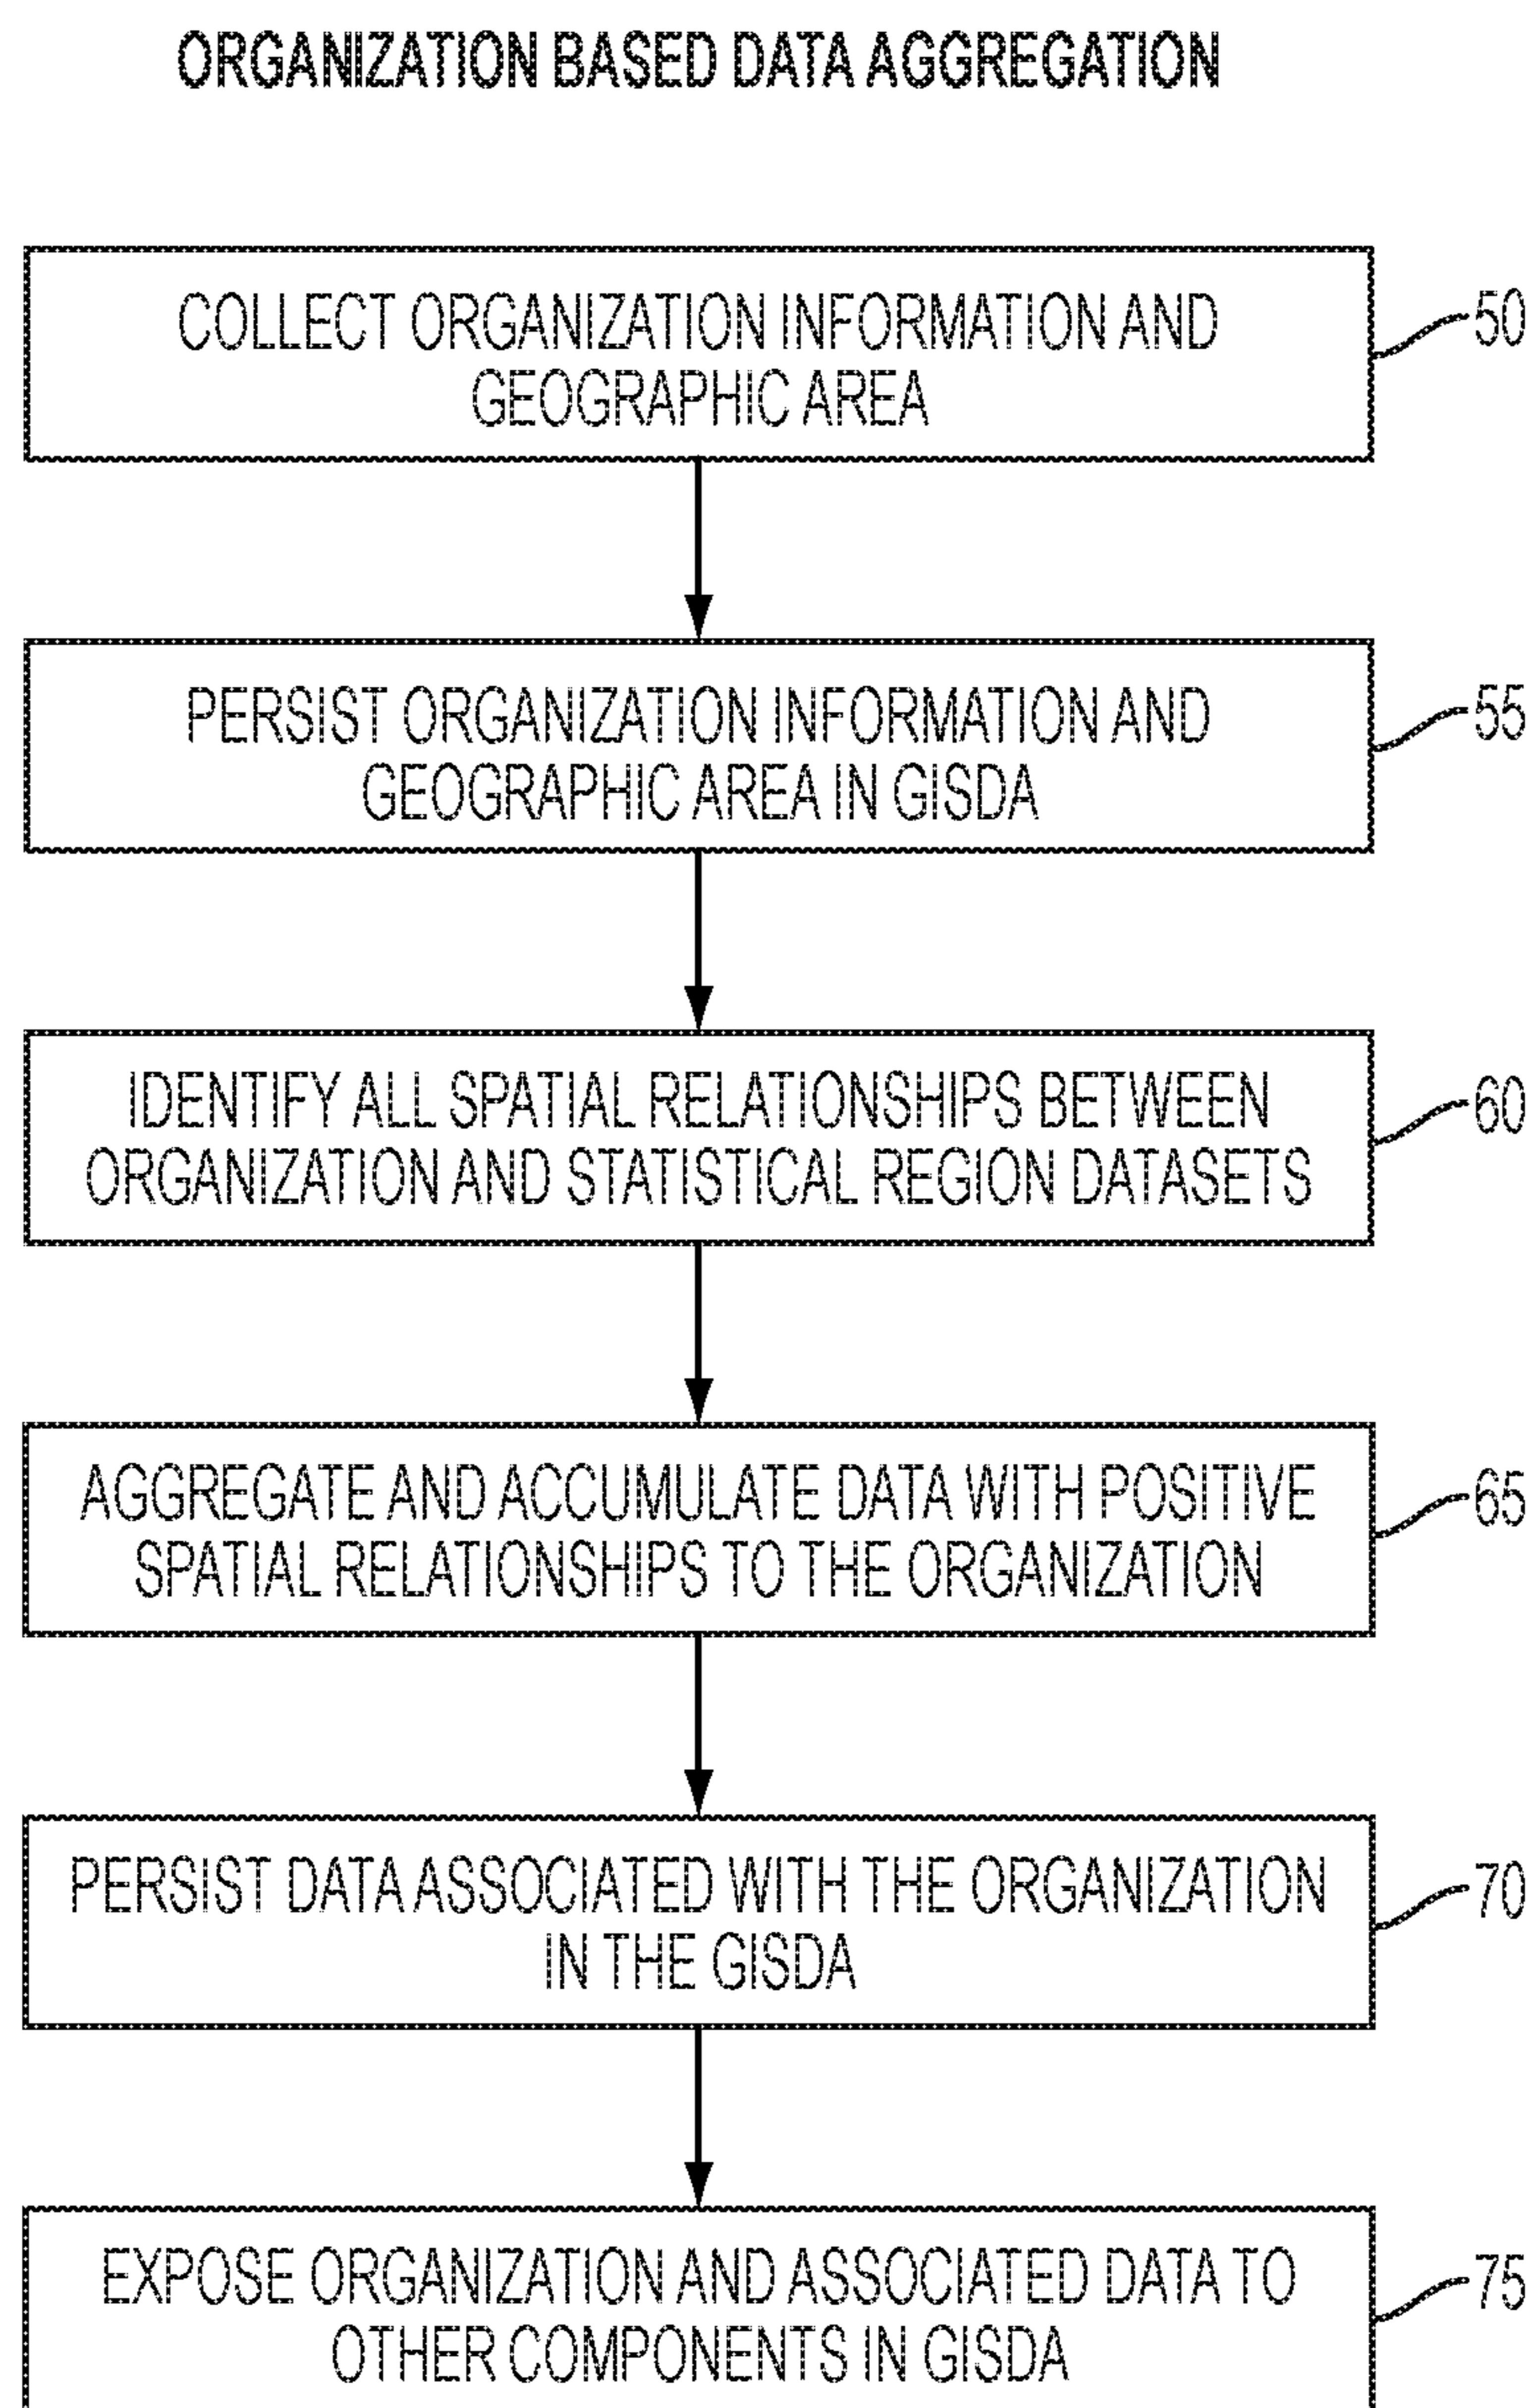 ORGANIZATION BASED DATA AGGREGATION
COLLECT ORGANIZATION INFORMATION AND
GEOGRAPHIC AREA
50
PERSIST ORGANIZATION INFORMATION AND
GEOGRAPHIC AREA IN GISDA
55
IDENTIFY ALL SPATIAL RELATIONSHIPS BETWEEN
ORGANIZATION AND STATISTICAL REGION DATASETS
60
AGGREGATE AND ACCUMULATE DATA WITH POSITIVE
SPATIAL RELATIONSHIPS TO THE ORGANIZATION
65
PERSIST DATA ASSOCIATED WITH THE ORGANIZATION
IN THE GISDA
70
EXPOSE ORGANIZATION AND ASSOCIATED DATA TO
OTHER COMPONENTS IN GISDA
75